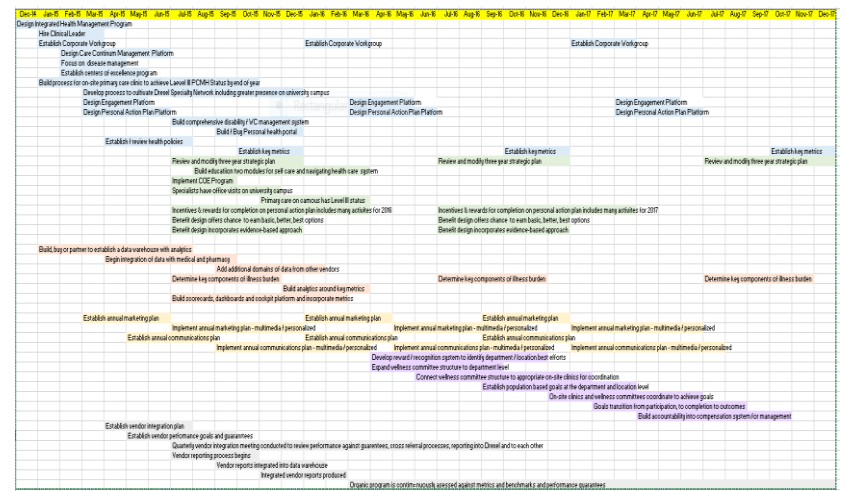 Dec-14 Jan-15 Feb-15 Mar-15 Apr-15 May-15 Jun-15 Jul-15 Aug-15 Sep-15 Oct-15 Nov-15 Dec-15 Jan-16 Feb-16 Mar-16 Apr-16 May-16 Jun-16 Jul-16 Aug-16 Sep-16 Oct-16 Nov-16 Dec-16 Jan-17 Feb-17 Mar-17 Apr-17 May-17 Jun-17 Jul-17 Aug-17 Sep-17 Oct-17 Nov-17 Dec-17
Design Integrated Health Management Program
Hire Clinical Leader
Establish Corporate Workgroup Establish Corporate Workgroup Establish Corporate Workgroup
Design Care Continum Management Platform
Focus on disease management
Establish centers of excellence program
Build process for on-site primary care clinic to achieve Laevel III PCMH Status by end of year
Develop process to cultivate Drexel Specialty Network including greater presence on university campus
Design Engagement Platform Design Engagement Platform Design Engagement Platform
Design Personal Action Plan Platform Design Personal Action Plan Platform Design Personal Action Plan Platform
Build comprehensive disability / VC management system
Build / Bug Personal health portal
Establish / review health policies
Establish key metrics Establish key metrics Establish key metrics
Review and modify three year strategic plan Review and modify three year strategic plan Review and modify three year strategic plan
Build education two modules for self care and navigating health care system
Implement COE Program
Specialists have office visits on university campus
Primary care on camous has Level III status
Incentives & rewards for completion on personal action plan includes many activites for 2016 Incentives & rewards for completion on personal action plan includes many activites for 2017
Benefit design offers chance to earn basic, better, best options Benefit design offers chance to earn basic, better, best options
Benefit design incorporates evidence-based approach Benefit design incorporates evidence-based approach
Build, buy or partner to establish a data warehouse with analytics
Begin integration of data with medical and pharmacy
Add additional domains of data from other vendors
Determine key components of illness burden Determine key components of illness burden Determine key components of illness burden
Build analytics around key metrics
Build scorecards, dashboards and cockpit platform and incorporate metrics
Establish annual marketing plan Establish annual marketing plan Establish annual marketing plan
Implement annual marketing plan - multimedia / personalized Implement annual marketing plan - multimedia / personalized Implement annual marketing plan - multimedia / personalized
Establish annual communications plan Establish annual communications plan Establish annual communications plan
Implement annual communications plan - multimedia / personalized Implement annual communications plan - multimedia / personalized Implement annual communications plan - multimedia / personalized
Develop reward / recognition system to identify department / location best efforts
Expand wellness committee structure to department level
Connect wellness committee structure to appropriate on-site clinics for coordination
Establish population based goals at the department and location level
On-site clinics and wellness committees coordinate to achieve goals
Goals transition from participation, to completion to outcomes
Build accountability into compensation system for management
Establish vendor integration plan
Establish vendor performance goals and guarantees
Quarterly vendor integration meeting conducted to review performance against guarentees, cross referral processes, reporting into Drexel and to each other
Vendor reporting process begins
Vendor reports integrated into data warehouse
Integrated vendor reports produced
Organic program is continuously asessed against metrics and benchmarks and performance guarantees